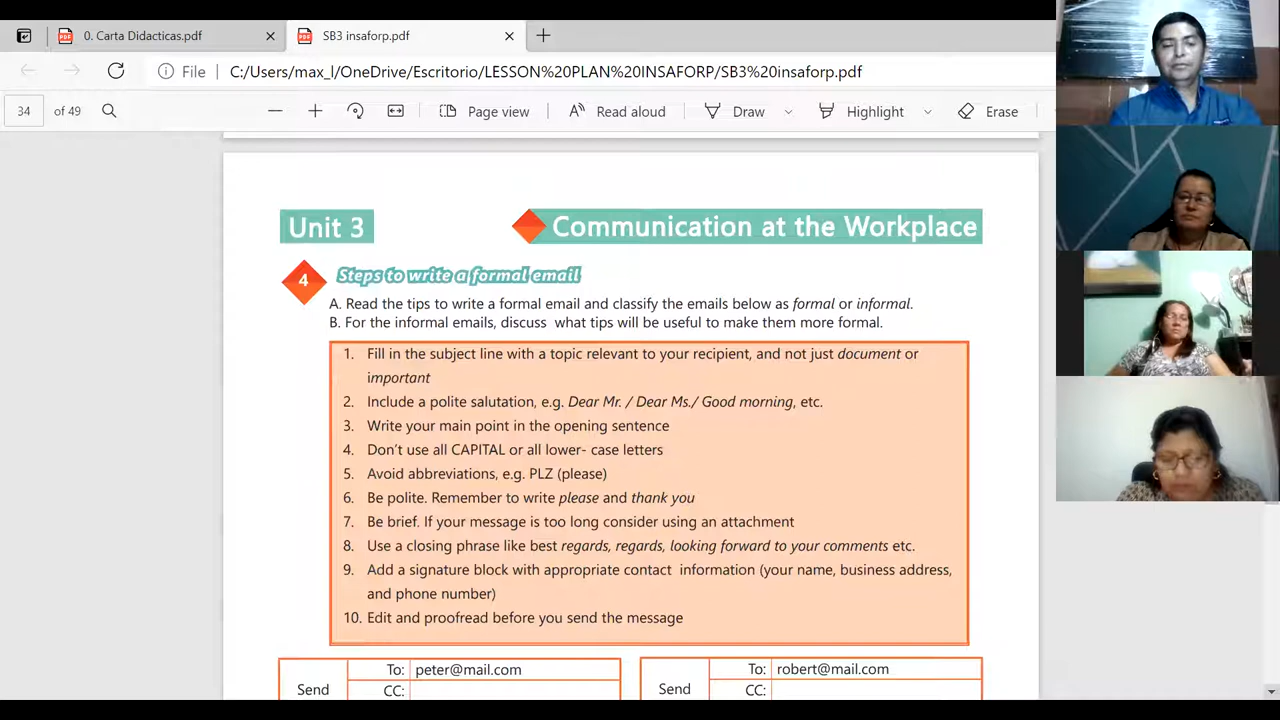 0. Carta Didacticas.pdf
SB3 insaforp.pdf
File C:/Users/max_l/OneDrive/Escritorio/LESSON%20PLAN%20INSAFORP/SB3%20insaforp.pdf
34 of 49 Page view Read aloud Draw Highlight Erase
Unit 3 Communication at the Workplace
4 Steps to write a formal email
A. Read the tips to write a formal email and classify the emails below as formal or informal.
B. For the informal emails, discuss what tips will be useful to make them more formal.
1. Fill in the subject line with a topic relevant to your recipient, and not just document or
important
2. Include a polite salutation, e.g. Dear Mr. / Dear Ms./ Good morning, etc.
3. Write your main point in the opening sentence
4. Don't use all CAPITAL or all lower- case letters
5. Avoid abbreviations, e.g. PLZ (please)
6. Be polite. Remember to write please and thank you
7. Be brief. If your message is too long consider using an attachment
8. Use a closing phrase like best regards, regards, looking forward to your comments etc.
9. Add a signature block with appropriate contact information (your name, business address,
and phone number)
10. Edit and proofread before you send the message
Send To: peter@mail.com
CC:
Send To: robert@mail.com
CC: